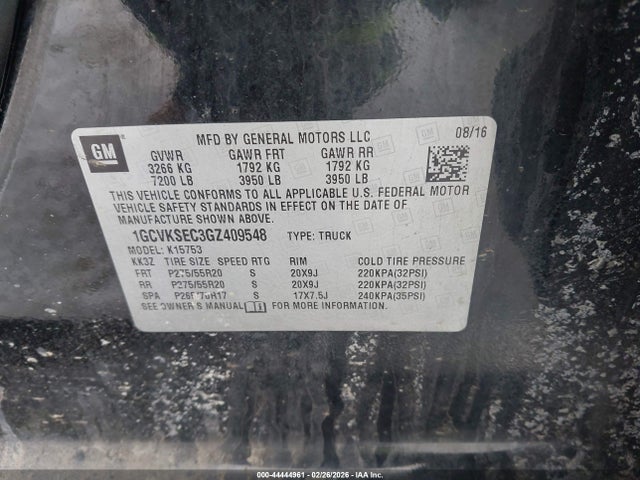 GM
MFD BY GENERAL MOTORS LLC 08/16
GVWR GAWR FRT GAWR RR
3266 KG 1792 KG 1792 KG
7200 LB 3950 LB 3950 LB
THIS VEHICLE CONFORMS TO ALL APPLICABLE U.S. FEDERAL MOTOR
VEHICLE SAFETY STANDARDS IN EFFECT ON THE DATE OF
MANUFACTURE SHOWN ABOVE.
1GCVKSEC3GZ409548 TYPE: TRUCK
MODEL: K15753
KK3Z TIRE SIZE SPEED RTG RIM COLD TIRE PRESSURE
FRT P275/55R20 S 20X9J 220KPA(32PSI)
RR P275/55R20 S 20X9J 220KPA(32PSI)
SPA S 17X7.5J 240KPA(35PSI)
SEE OWNER'S MANUAL FOR MORE INFORMATION
000-44444961 02/26/2026 IAA Inc.